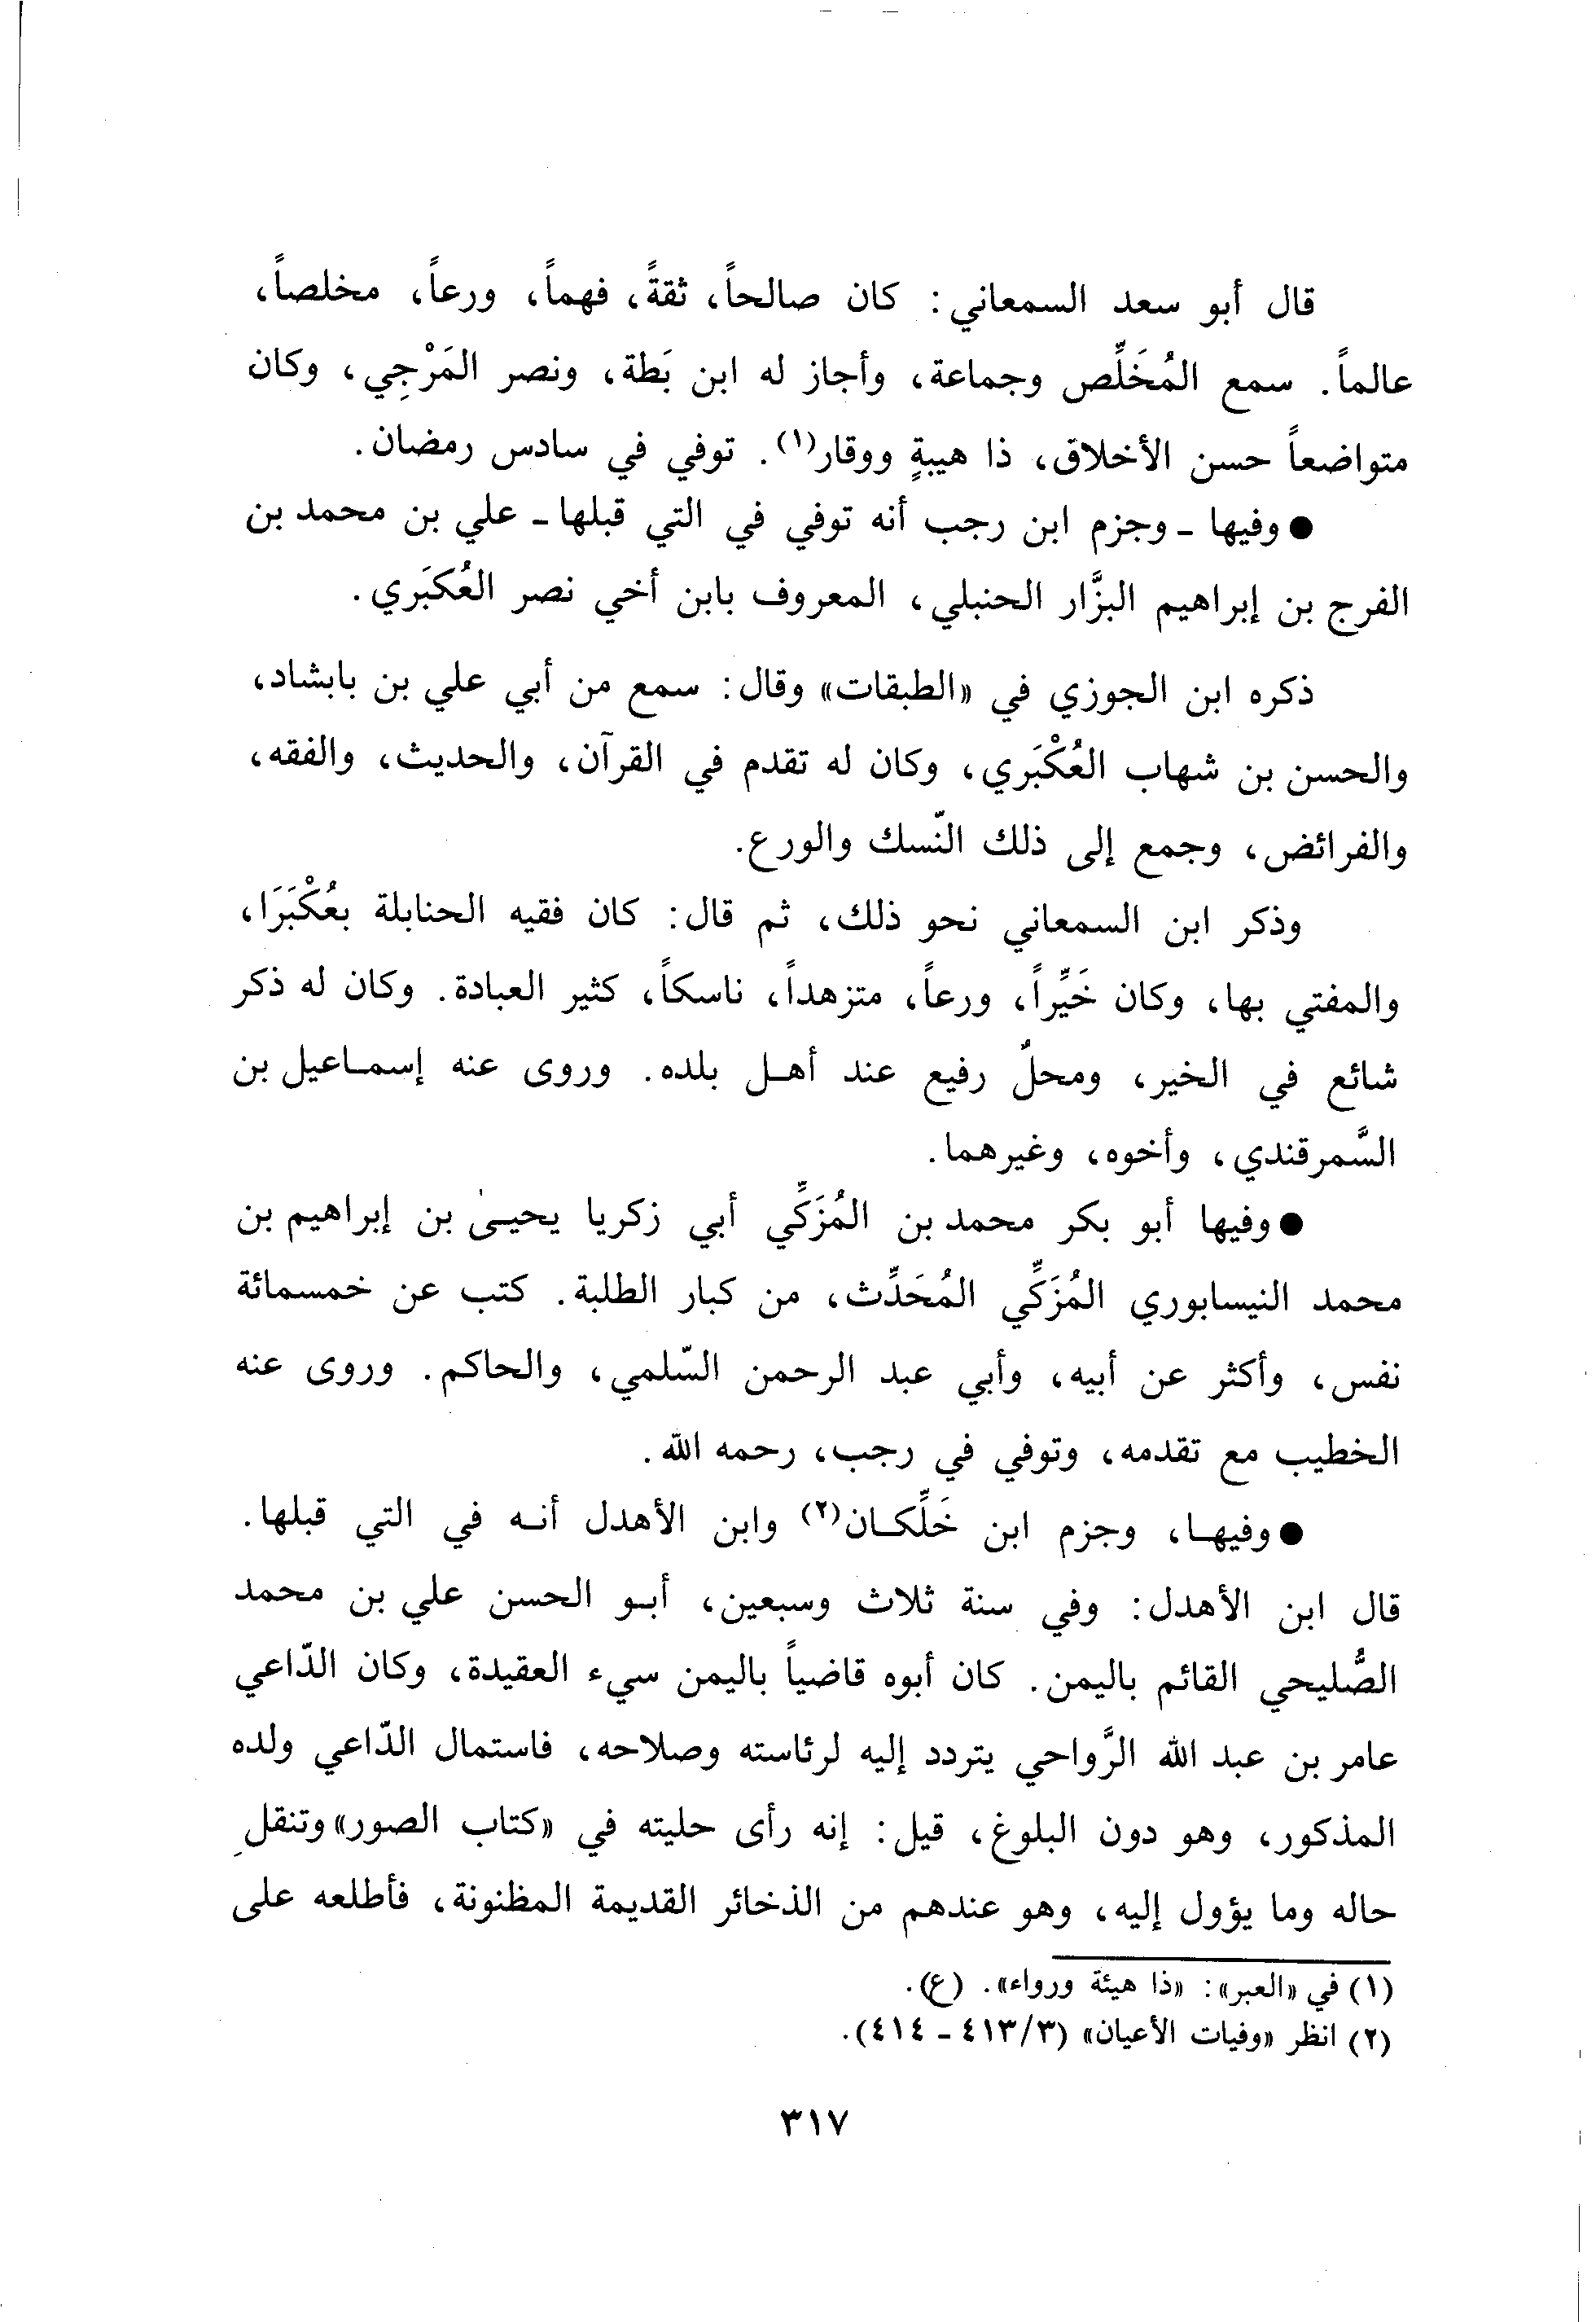 قال أبو سعد السمعاني: كان صالحاً، ثقةً، فهماً، ورعاً، مخلصاً،
عالماً. سمع المُخَلِّص وجماعة، وأجاز له ابن بَطة، ونصر المَرْجِي، وكان
متواضعاً حسن الأخلاق، ذا هيبةٍ ووقار(١). توفي في سادس رمضان.
● وفيها ـ وجزم ابن رجب أنه توفي في التي قبلها ـ علي بن محمد بن
الفرج بن إبراهيم البزَّار الحنبلي، المعروف بابن أخي نصر العُكبَري.
ذكره ابن الجوزي في «الطبقات» وقال: سمع من أبي علي بن بابشاد،
والحسن بن شهاب العُكْبَري، وكان له تقدم في القرآن، والحديث، والفقه،
والفرائض، وجمع إلى ذلك النّسك والورع.
وذكر ابن السمعاني نحو ذلك، ثم قال: كان فقيه الحنابلة بعُكْبَرَا،
والمفتي بها، وكان خَيِّراً، ورعاً، متزهداً، ناسكاً، كثير العبادة. وكان له ذكر
شائع في الخير، ومحلٌ رفيع عند أهل بلده. وروى عنه إسماعيل بن
السَّمرقندي، وأخوه، وغيرهما.
● وفيها أبو بكر محمد بن المُزَكِّي أبي زكريا يحيىٰ بن إبراهيم بن
محمد النيسابوري المُزَكِّي المُحَدِّث، من كبار الطلبة. كتب عن خمسمائة
نفس، وأكثر عن أبيه، وأبي عبد الرحمن السّلمي، والحاكم. وروى عنه
الخطيب مع تقدمه، وتوفي في رجب، رحمه الله.
● وفيها، وجزم ابن خَلِّكان(٢) وابن الأهدل أنه في التي قبلها.
قال ابن الأهدل: وفي سنة ثلاث وسبعين، أبو الحسن علي بن محمد
الصُّليحي القائم باليمن. كان أبوه قاضياً باليمن سيء العقيدة، وكان الدّاعي
عامر بن عبد الله الرَّواحي يتردد إليه لرئاسته وصلاحه، فاستمال الدّاعي ولده
المذكور، وهو دون البلوغ، قيل: إنه رأى حليته في «كتاب الصور» وتنقلِ
حاله وما يؤول إليه، وهو عندهم من الذخائر القديمة المظنونة، فأطلعه على
(١) في «العبر»: «ذا هيئة ورواء». (ع).
(٢) انظر «وفيات الأعيان» (٣/٤١٣ - ٤١٤).
٣١٧